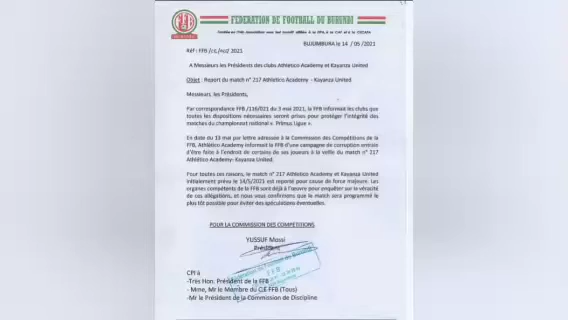 FEDERATION DE FOOTBALL DU BURUNDI
BUJUMBURA le 14 /05 /2021
Réf : FFB
/2021
A Messieurs les Présidents des clubs Athletico Academy et Kayanza United
Objet : Report du match n° 217 Athletico Academy – Kayanza United
Messieurs, les Présidents,
Par correspondance FFB /116/021 du 3 mai 2021, la FFB informait les clubs que
toutes les dispositions nécessaires seront prises pour protéger l'intégrité des
matches du championnat national « Primus Ligue ».
En date du 13 mai par lettre adressée à la Commission des Compétitions de la
FFB, Athlético Academy informait la FFB d'une campagne de corruption
d'être faite à l'endroit de certains de ses joueurs à la veille du match n° 217
Athlético Academy- Kayanza United.
Pour toutes ces raisons, le match n° 217 Athlético Academy et Kayanza United
initialement prévu le 14/5/2021 est reporté pour cause de force majeure. Les
organes compétents de la FFB sont déjà à l'œuvre pour enquêter sur la véracité de
ces allégations, et nous vous confirmons que le match sera programmé le
plus tôt possible pour éviter des spéculations éventuelles.
POUR LA COMMISSION DES COMPETITIONS
YUSSUF Mossi
Président
CPI à
-Très Hon. Président de la FFB
- Mme, Mr le Membre du C.E FFB (Tous)
-Mr le Président de la Commission de Discipline